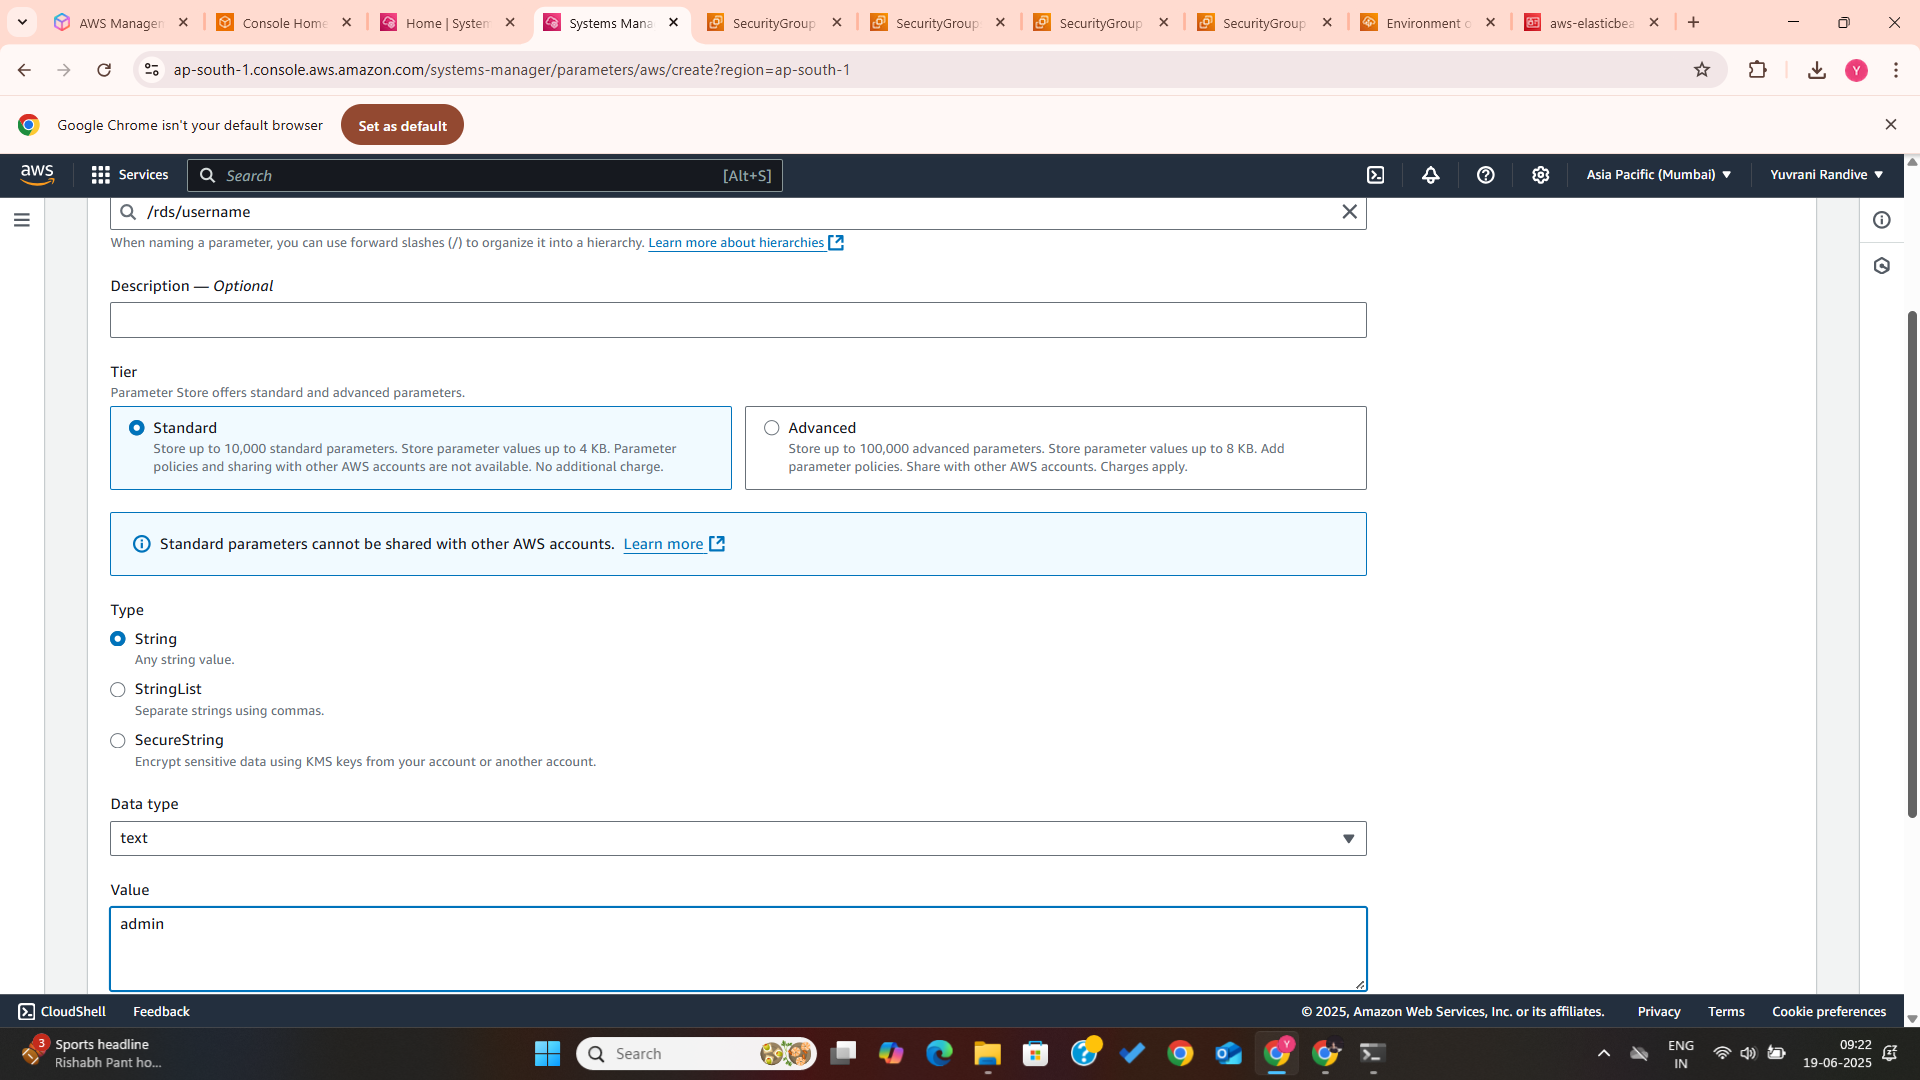 AWS Managen
Console Home
Home | System
Systems Mana
SecurityGroup
SecurityGroup
SecurityGroup
SecurityGroup
Environment o
aws-elasticbea
ap-south-1.console.aws.amazon.com/systems-manager/parameters/aws/create?region=ap-south-1
Y
Google Chrome isn't your default browser
Set as default
aws
Services
Search
[Alt+S]
Asia Pacific (Mumbai)
Yuvrani Randive
/rds/username
When naming a parameter, you can use forward slashes (/) to organize it into a hierarchy. Learn more about hierarchies
Description — Optional
Tier
Parameter Store offers standard and advanced parameters.
Standard
Store up to 10,000 standard parameters. Store parameter values up to 4 KB. Parameter
policies and sharing with other AWS accounts are not available. No additional charge.
Advanced
Store up to 100,000 advanced parameters. Store parameter values up to 8 KB. Add
parameter policies. Share with other AWS accounts. Charges apply.
Standard parameters cannot be shared with other AWS accounts. Learn more
Type
String
Any string value.
StringList
Separate strings using commas.
SecureString
Encrypt sensitive data using KMS keys from your account or another account.
Data type
text
Value
admin
CloudShell
Feedback
© 2025, Amazon Web Services, Inc. or its affiliates.
Privacy
Terms
Cookie preferences
3
Sports headline
Rishabh Pant ho...
Search
Y
ENG
IN
09:22
19-06-2025